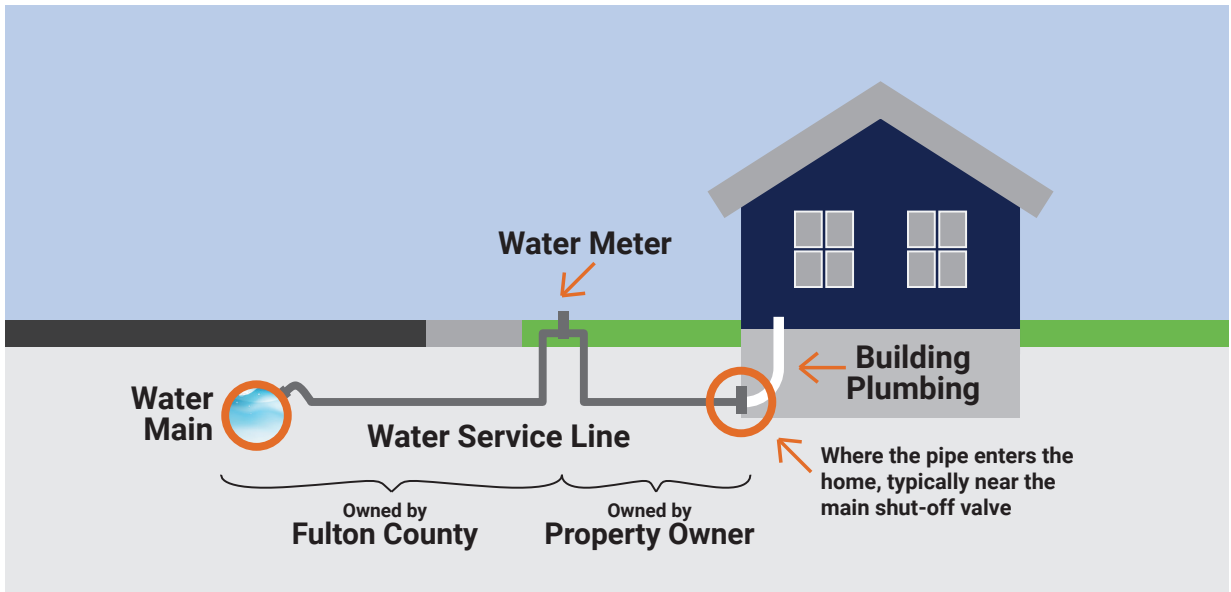 Water Meter
Building
Plumbing
Water
Main
Water Service Line
Where the pipe enters the
home, typically near the
main shut-off valve
Owned by
Fulton County
Owned by
Property Owner